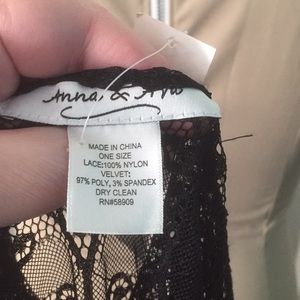 Anna & Ava
MADE IN CHINA
ONE SIZE
LACE:100% NYLON
VELVET:
97% POLY, 3% SPANDEX
DRY CLEAN
RN#58909